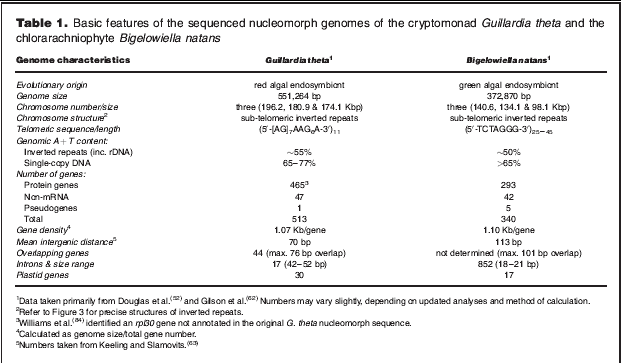 Table 1. Basic features of the sequenced nucleomorph genomes of the cryptomonad Guillardia theta and the
chlorarachniophyte Bigelowiella natans
Genome characteristics Guillardia theta¹ Bigelowiella natans¹
Evolutionary origin red algal endosymbiont green algal endosymbiont
Genome size 551,264 bp 372,870 bp
Chromosome number/size three (196.2, 180.9 & 174.1 Kbp) three (140.6, 134.1 & 98.1 Kbp)
Chromosome structure² sub-telomeric inverted repeats sub-telomeric inverted repeats
Telomeric sequence/length (5′-[AG]₇AAG₆A-3′)₁₁ (5′-TCTAGGG-3′)₂₅₋₄₅
Genomic A+T content:
Inverted repeats (inc. rDNA) ~55% ~50%
Single-copy DNA 65–77% >65%
Number of genes:
Protein genes 465³ 293
Non-mRNA 47 42
Pseudogenes 1 5
Total 513 340
Gene density⁴ 1.07 Kb/gene 1.10 Kb/gene
Mean intergenic distance⁵ 70 bp 113 bp
Overlapping genes 44 (max. 76 bp overlap) not determined (max. 101 bp overlap)
Introns & size range 17 (42–52 bp) 852 (18–21 bp)
Plastid genes 30 17
¹Data taken primarily from Douglas et al.(52) and Gilson et al.(62) Numbers may vary slightly, depending on updated analyses and method of calculation.
²Refer to Figure 3 for precise structures of inverted repeats.
³Williams et al.(84) identified an rpB0 gene not annotated in the original G. theta nucleomorph sequence.
⁴Calculated as genome size/total gene number.
⁵Numbers taken from Keeling and Slamovits.(63)